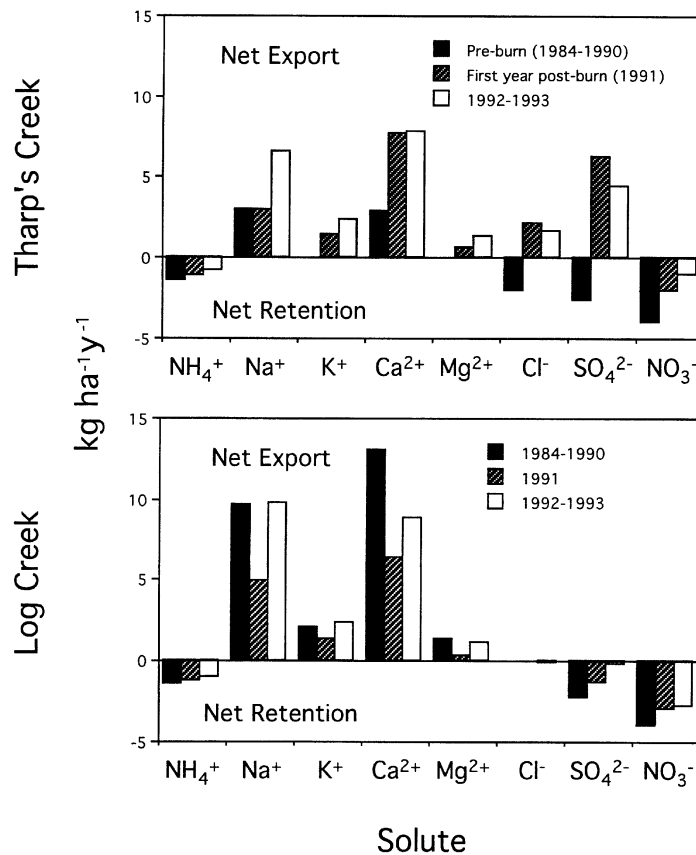 15
Net Export
Pre-burn (1984-1990)
First year post-burn (1991)
1992-1993
10
5
0
Net Retention
-5
NH₄⁺ Na⁺ K⁺ Ca²⁺ Mg²⁺ Cl⁻ SO₄²⁻ NO₃⁻
Tharp's Creek
kg ha⁻¹y⁻¹
15
Net Export
1984-1990
1991
1992-1993
10
5
0
Net Retention
-5
NH₄⁺ Na⁺ K⁺ Ca²⁺ Mg²⁺ Cl⁻ SO₄²⁻ NO₃⁻
Log Creek
Solute